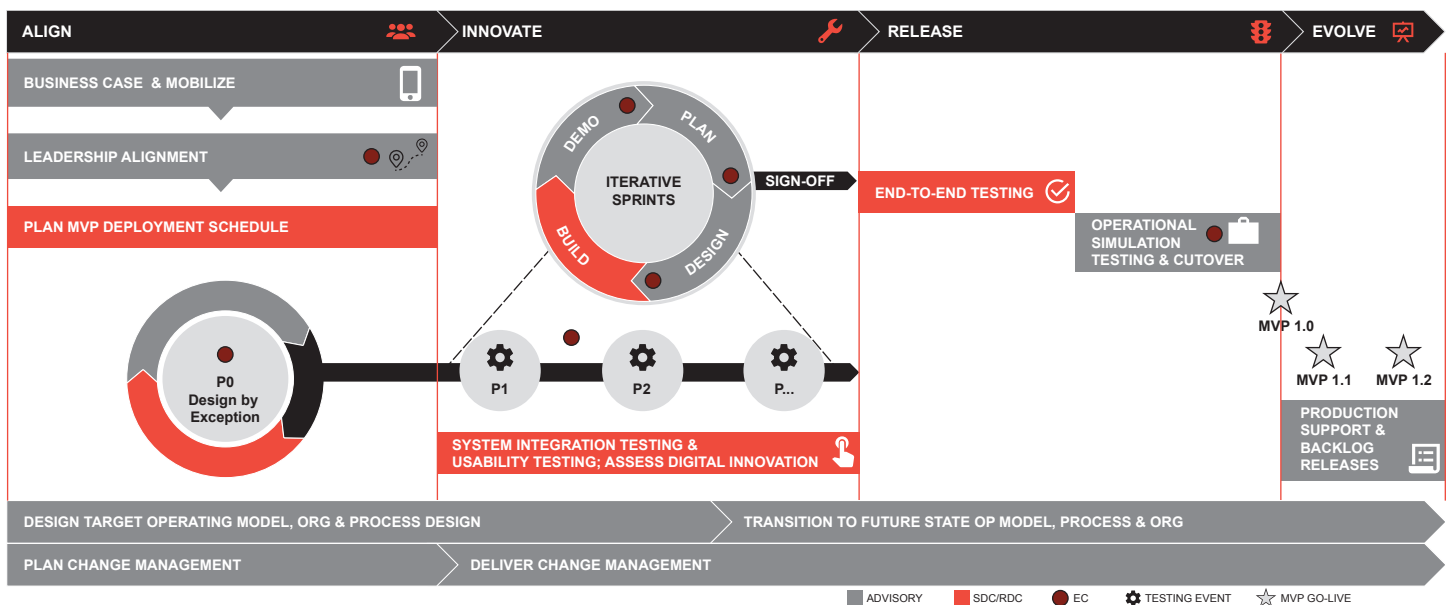 ALIGN
INNOVATE
RELEASE
EVOLVE
BUSINESS CASE & MOBILIZE
LEADERSHIP ALIGNMENT
PLAN MVP DEPLOYMENT SCHEDULE
P0
Design by
Exception
DEMO
PLAN
DESIGN
BUILD
ITERATIVE
SPRINTS
SIGN-OFF
P1
P2
P...
SYSTEM INTEGRATION TESTING &
USABILITY TESTING; ASSESS DIGITAL INNOVATION
END-TO-END TESTING
OPERATIONAL
SIMULATION
TESTING & CUTOVER
MVP 1.0
MVP 1.1
MVP 1.2
PRODUCTION
SUPPORT &
BACKLOG
RELEASES
DESIGN TARGET OPERATING MODEL, ORG & PROCESS DESIGN
TRANSITION TO FUTURE STATE OP MODEL, PROCESS & ORG
PLAN CHANGE MANAGEMENT
DELIVER CHANGE MANAGEMENT
ADVISORY
SDC/RDC
EC
TESTING EVENT
MVP GO-LIVE